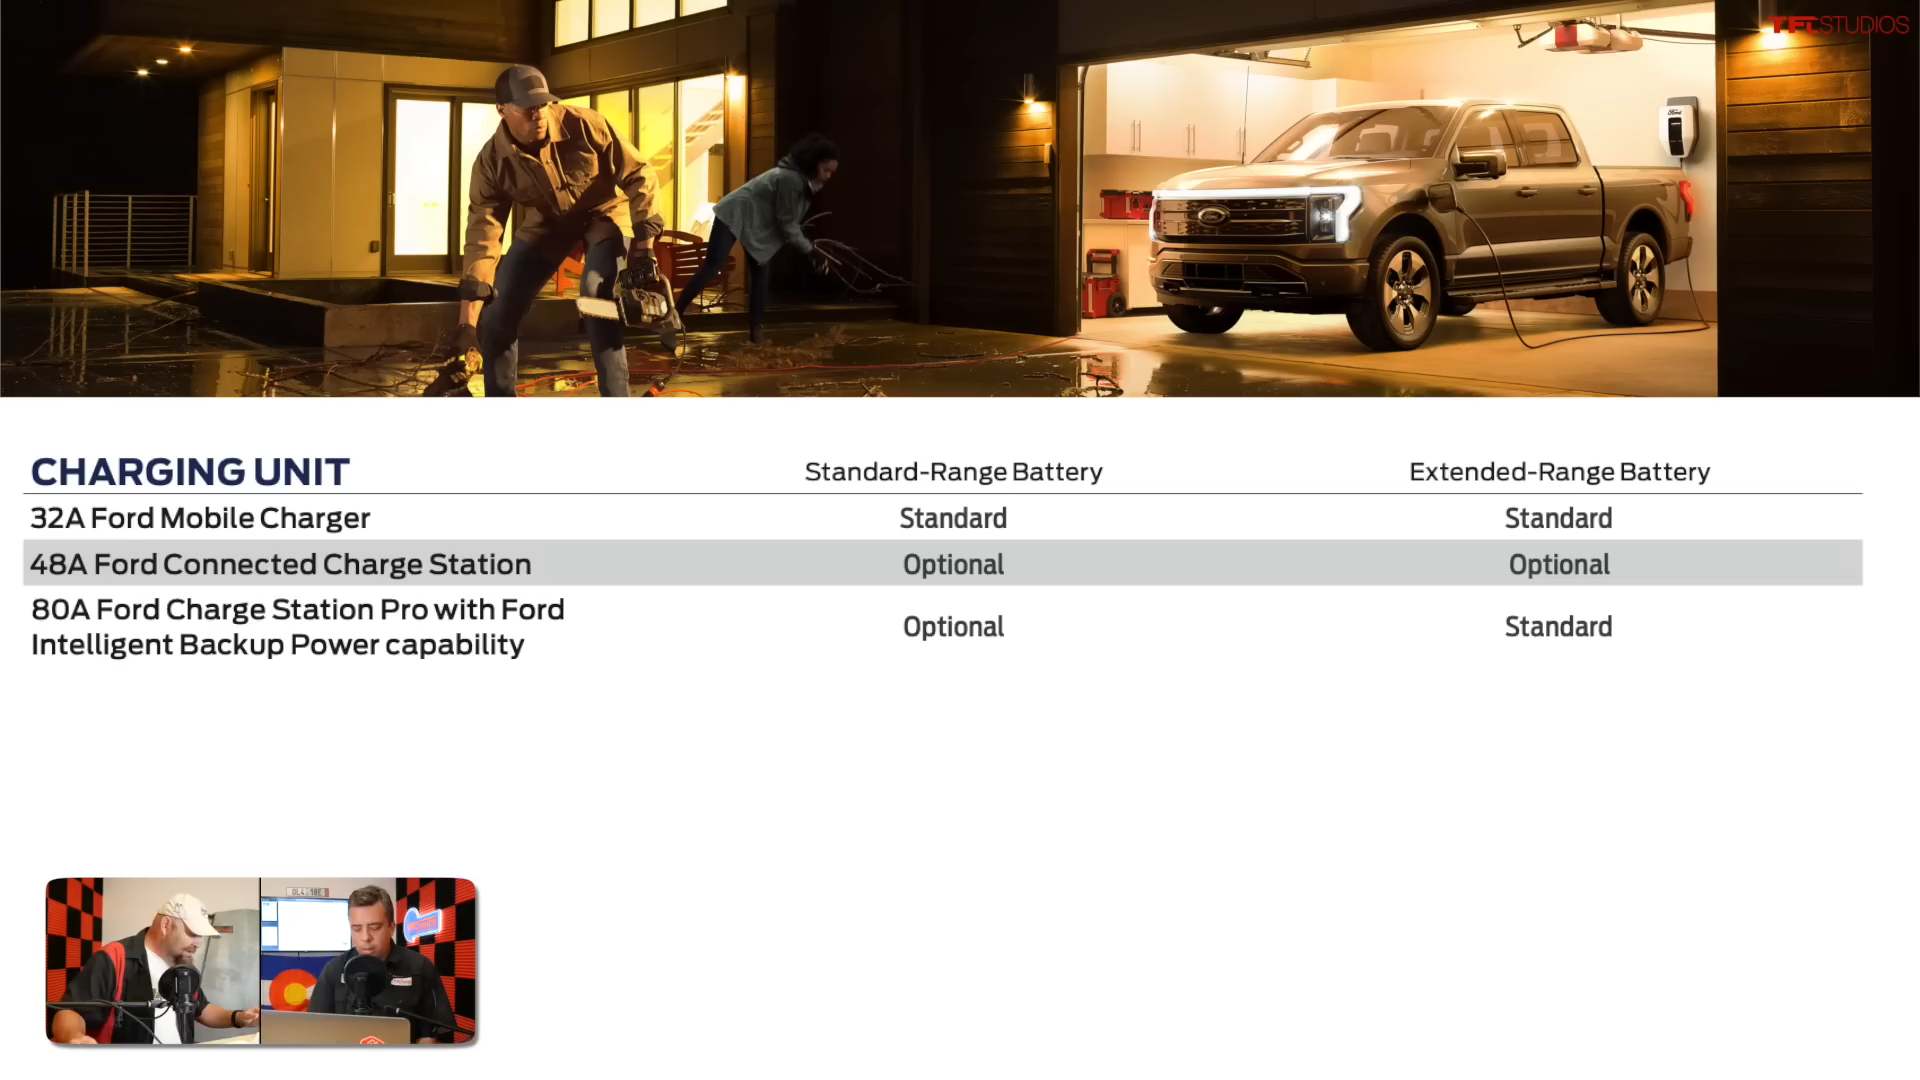 TFLSTUDIOS
Ford
CHARGING UNIT
Standard-Range Battery
Extended-Range Battery
32A Ford Mobile Charger
Standard
Standard
48A Ford Connected Charge Station
Optional
Optional
80A Ford Charge Station Pro with Ford
Intelligent Backup Power capability
Optional
Standard